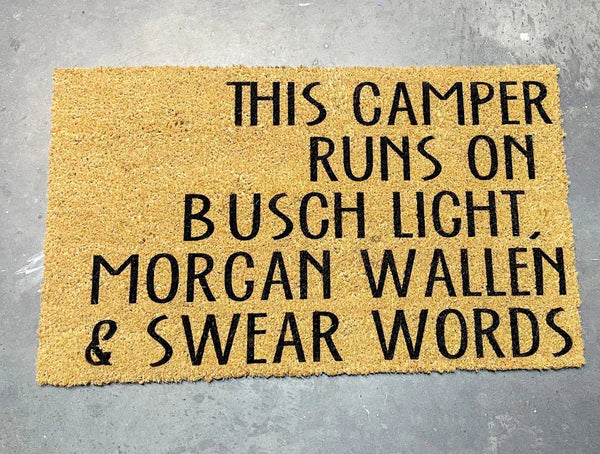 THIS CAMPER
RUNS ON
BUSCH LIGHT,
MORGAN WALLEN
& SWEAR WORDS